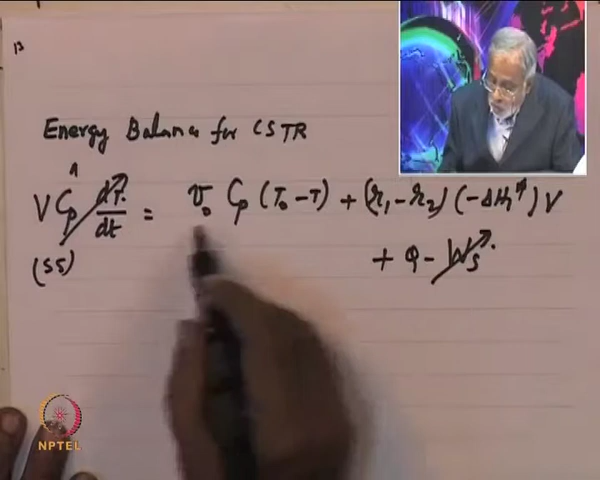 13
Energy Balance for CSTR
V Cp dT/dt = v₀ Cp (T₀ - T) + (r₁ - r₂) (-ΔH₁*) V
(SS)
+ Q - Ws
NPTEL